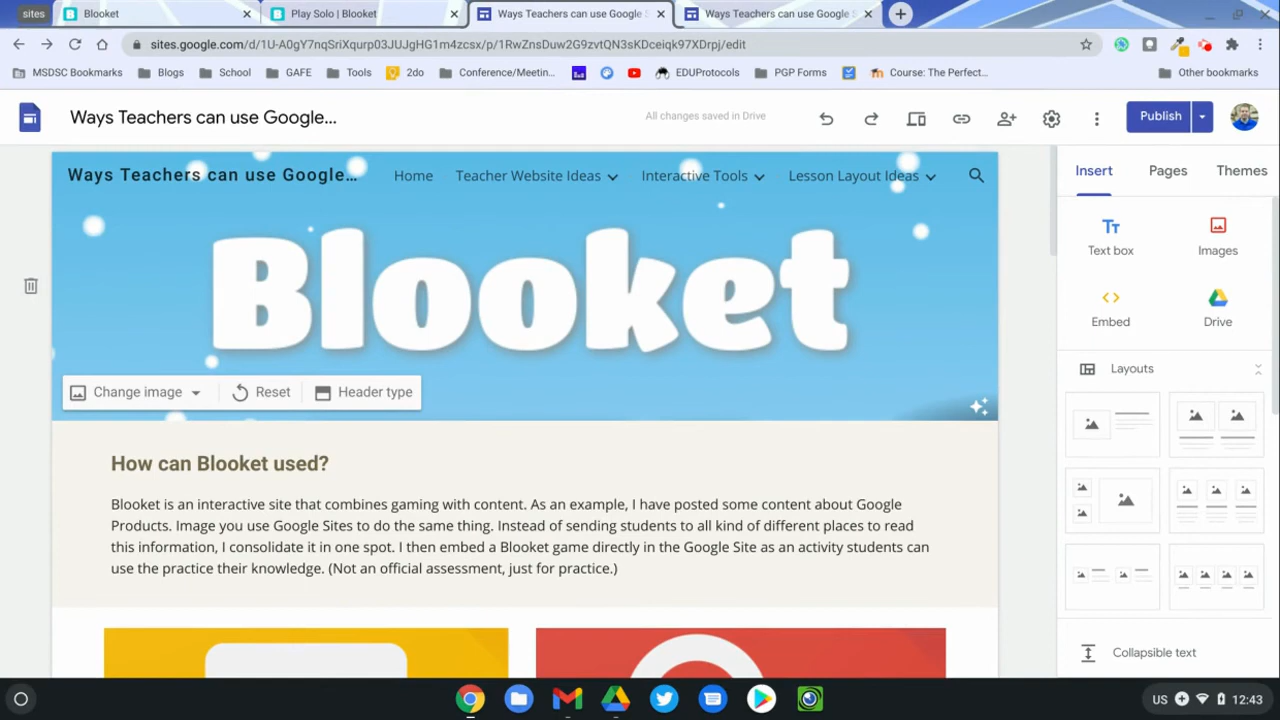 sites
Blooket
Play Solo | Blooket
Ways Teachers can use Google S
Ways Teachers can use Google S
sites.google.com/d/1U-A0gY7nqSriXqurp03JUJgHG1m4zcsx/p/1RwZnsDuw2G9zvtQN3sKDceiqk97XDrpj/edit
MSDSC Bookmarks
Blogs
School
GAFE
Tools
2do
Conference/Meetin...
EDUProtocols
PGP Forms
Course: The Perfect...
Other bookmarks
Ways Teachers can use Google...
All changes saved in Drive
Publish
Ways Teachers can use Google...
Home
Teacher Website Ideas
Interactive Tools
Lesson Layout Ideas
Insert
Pages
Themes
Blooket
Text box
Images
Embed
Drive
Change image
Reset
Header type
Layouts
How can Blooket used?
Blooket is an interactive site that combines gaming with content. As an example, I have posted some content about Google
Products. Image you use Google Sites to do the same thing. Instead of sending students to all kind of different places to read
this information, I consolidate it in one spot. I then embed a Blooket game directly in the Google Site as an activity students can
use the practice their knowledge. (Not an official assessment, just for practice.)
Collapsible text
US
12:43